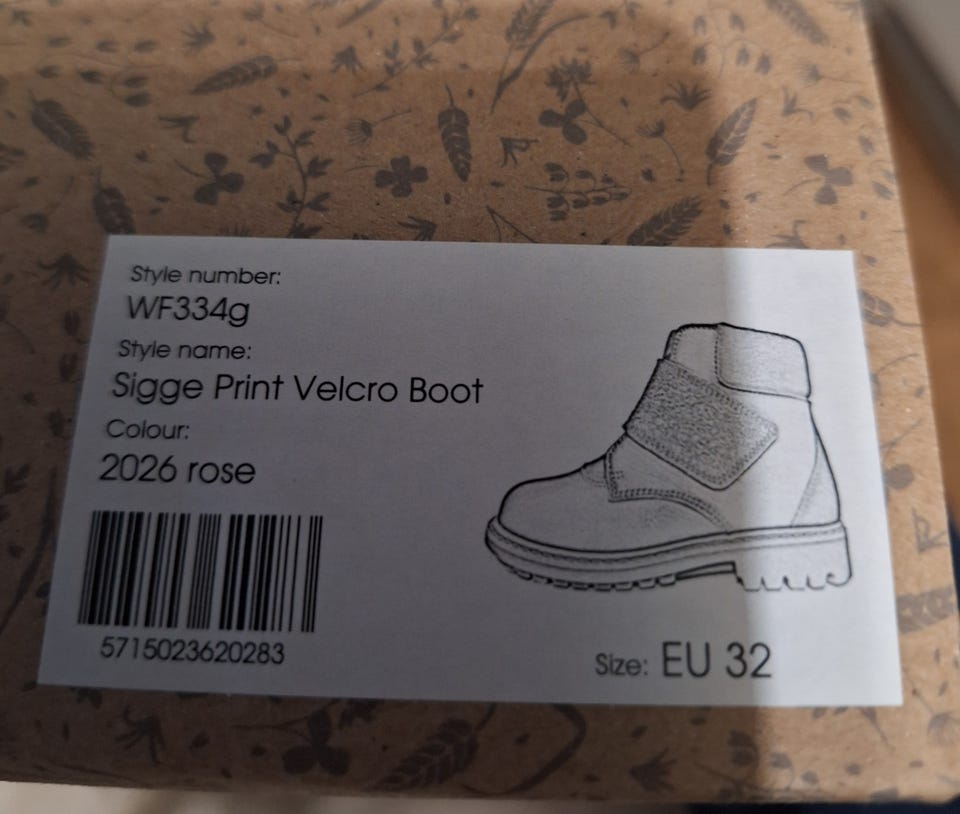 Style number:
WF334g
Style name:
Sigge Print Velcro Boot
Colour:
2026 rose
5715023620283
Size: EU 32